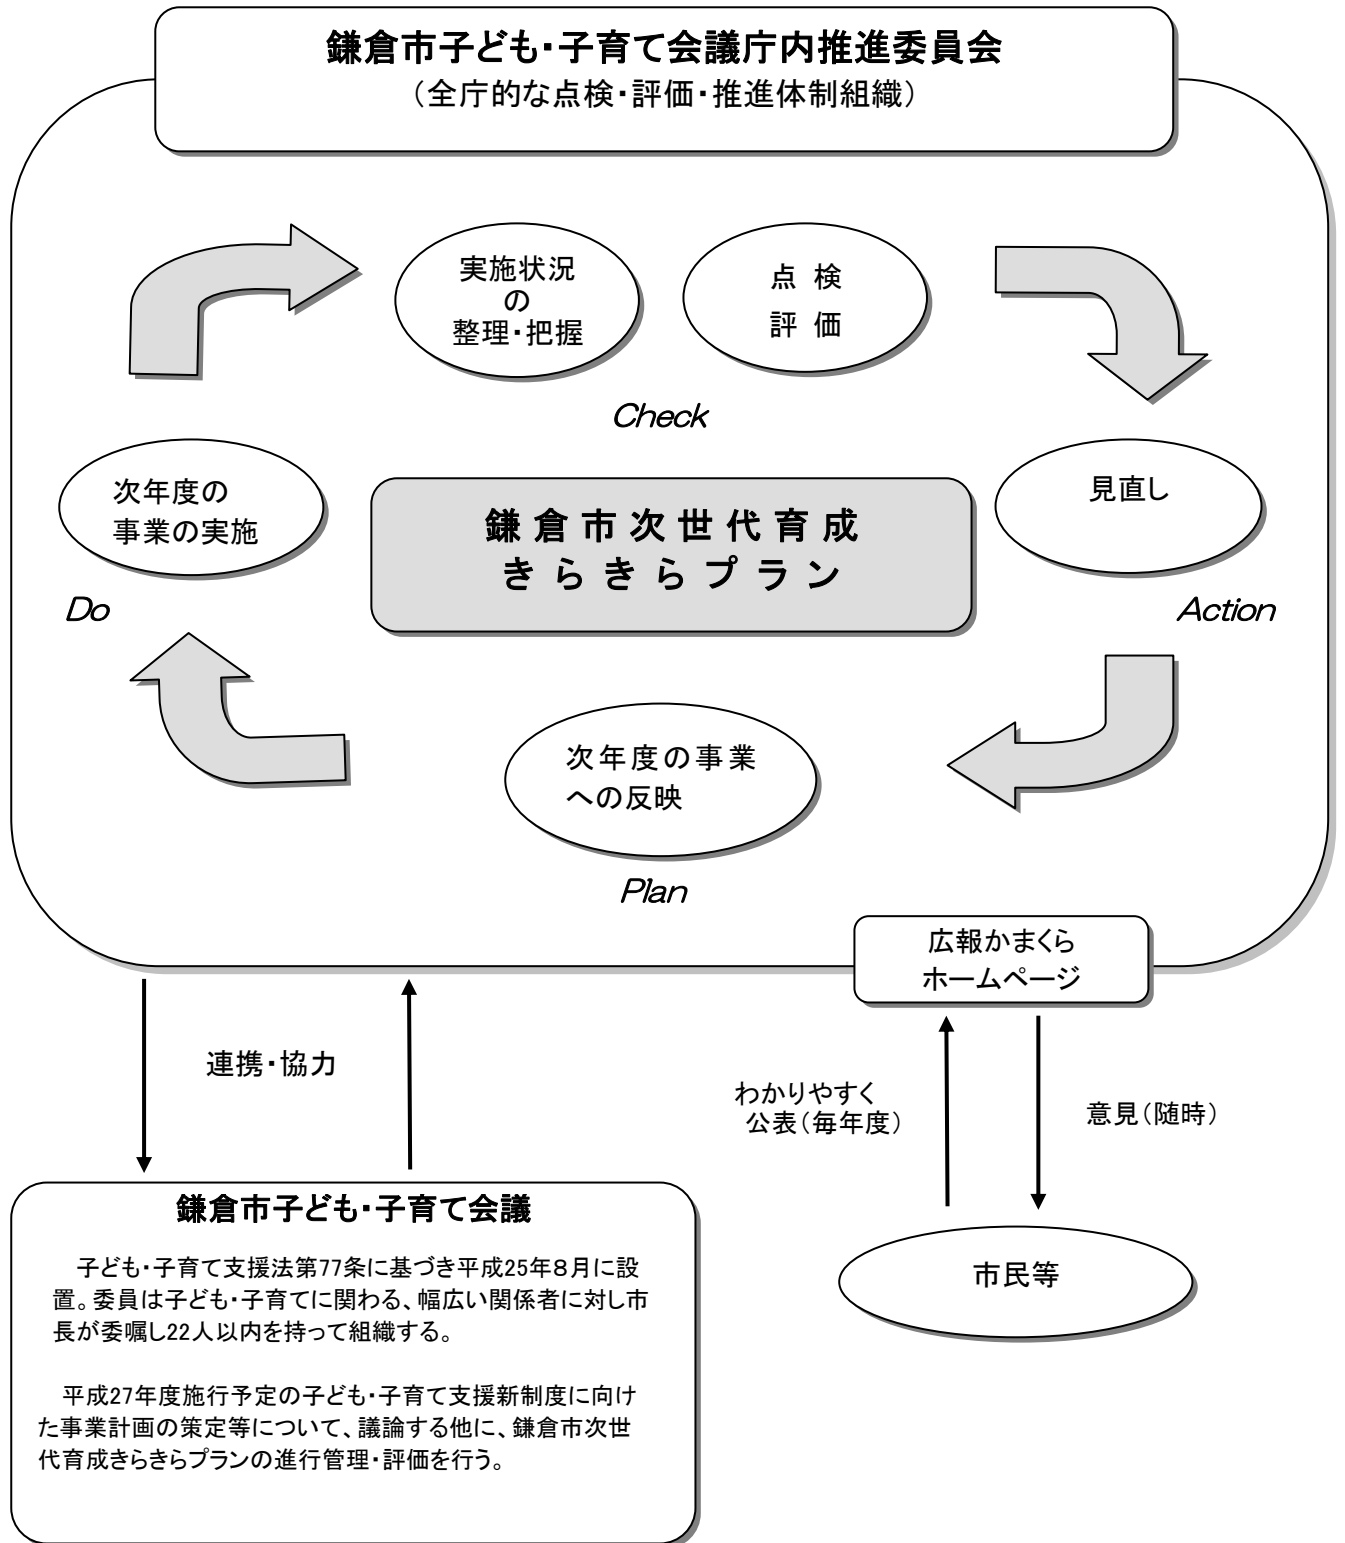 鎌倉市子ども・子育て会議庁内推進委員会
（全庁的な点検・評価・推進体制組織）
実施状況
の
整理・把握
点 検
評 価
Check
次年度の
事業の実施
Do
鎌倉市次世代育成
きらきらプラン
見直し
Action
次年度の事業
への反映
Plan
広報かまくら
ホームページ
連携・協力
わかりやすく
公表（毎年度）
意見（随時）
鎌倉市子ども・子育て会議
子ども・子育て支援法第77条に基づき平成25年８月に設
置。委員は子ども・子育てに関わる、幅広い関係者に対し市
長が委嘱し22人以内を持って組織する。
平成27年度施行予定の子ども・子育て支援新制度に向け
た事業計画の策定等について、議論する他に、鎌倉市次世
代育成きらきらプランの進行管理・評価を行う。
市民等